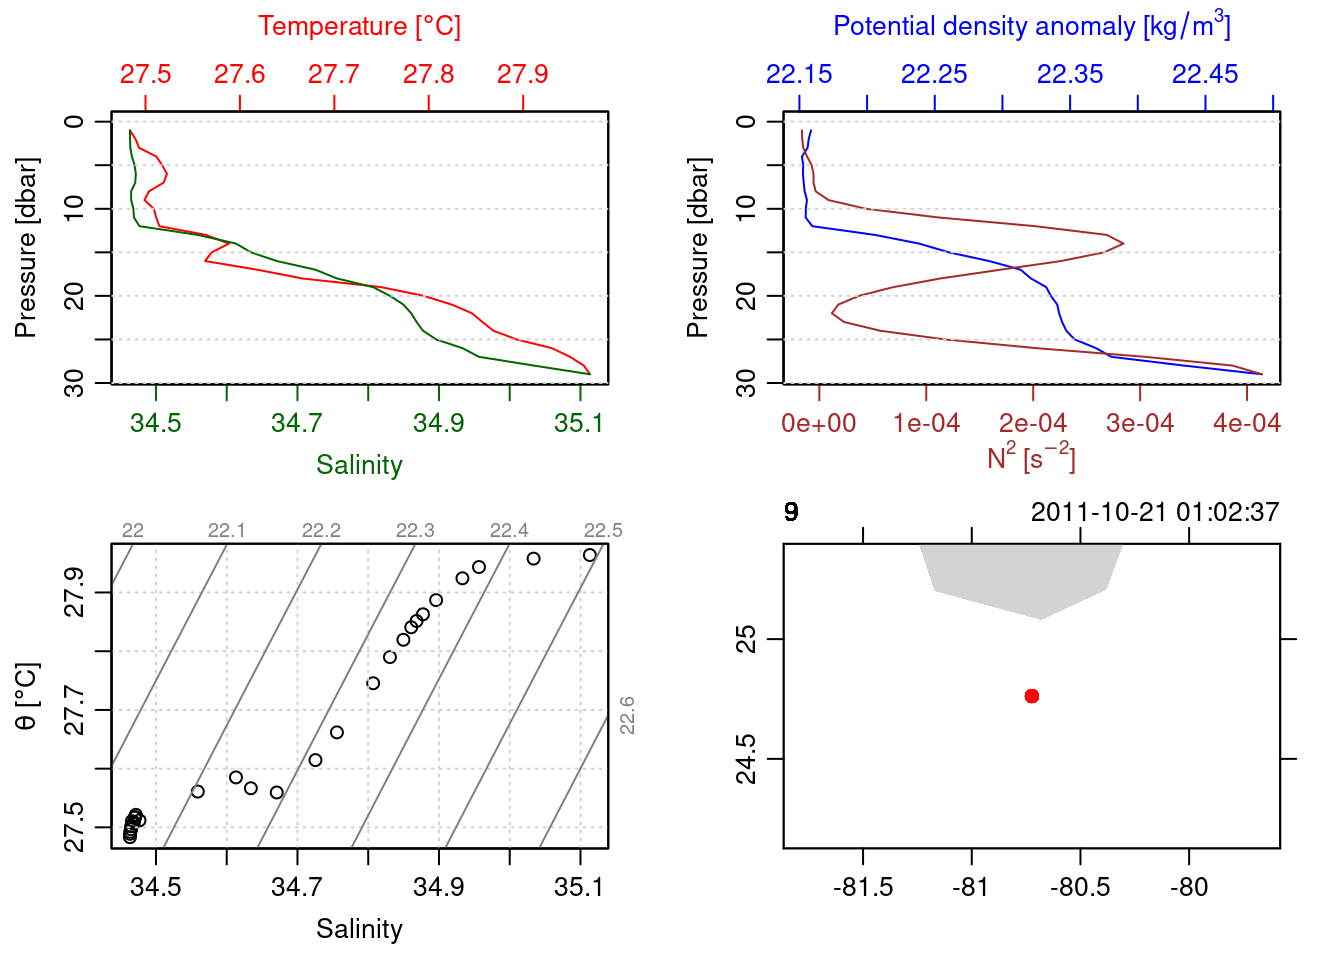 Temperature [°C]
27.5 27.6 27.7 27.8 27.9
Pressure [dbar]
0 10 20 30
34.5 34.7 34.9 35.1
Salinity
Potential density anomaly [kg/m³]
22.15 22.25 22.35 22.45
Pressure [dbar]
0 10 20 30
0e+00 1e-04 2e-04 3e-04 4e-04
N² [s⁻²]
22 22.1 22.2 22.3 22.4 22.5
22.6
θ [°C]
27.5 27.7 27.9
34.5 34.7 34.9 35.1
Salinity
9 2011-10-21 01:02:37
25
24.5
-81.5 -81 -80.5 -80